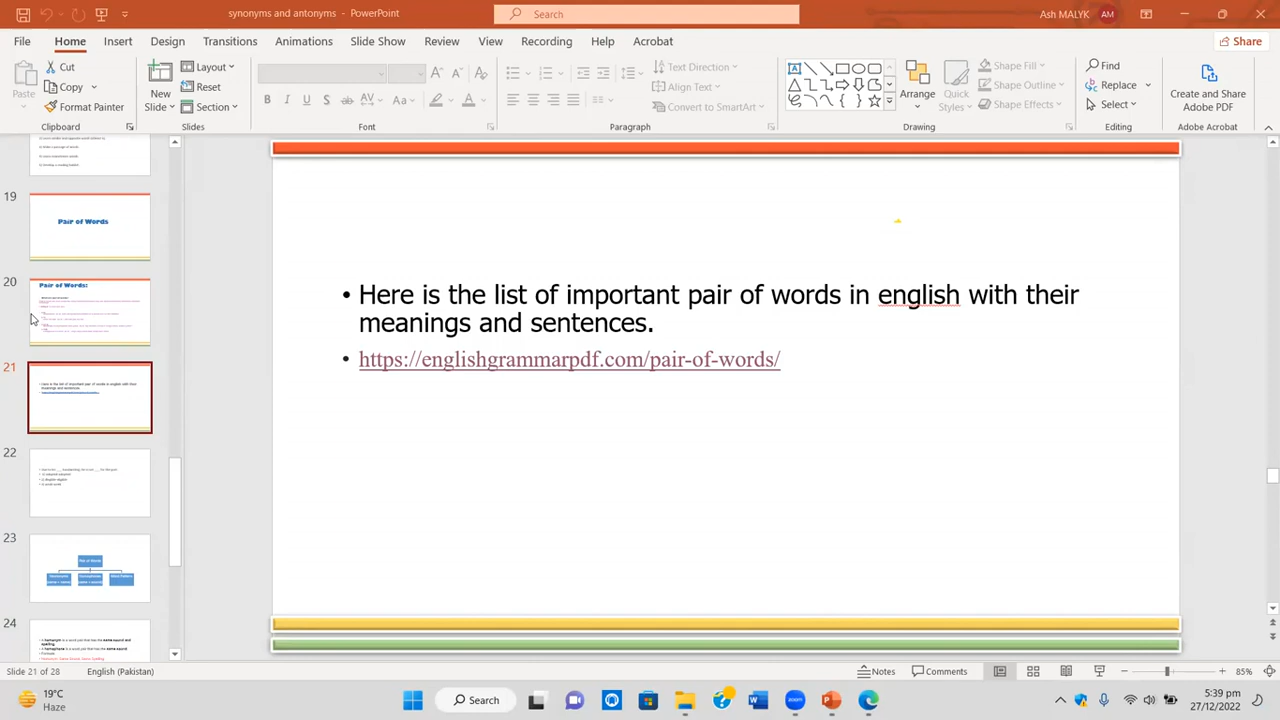 synonyms and antonyms - PowerPoint
Search
Ash MALYK AM
File Home Insert Design Transitions Animations Slide Show Review View Recording Help Acrobat
Share
Paste
Cut
Copy
Format Painter
Clipboard
New
Slide
Layout
Reset
Section
Slides
Font
Text Direction
Align Text
Convert to SmartArt
Paragraph
Arrange
Quick
Styles
Shape Fill
Shape Outline
Shape Effects
Drawing
Find
Replace
Select
Editing
Create and Share
Adobe PDF
Adobe Acrobat
19
Pair of Words
20
Pair of Words:
21
22
23
Pair of Words
24
• Here is the list of important pair of words in english with their
meanings and sentences.
• https://englishgrammarpdf.com/pair-of-words/
Slide 21 of 28 English (Pakistan)
Notes
Comments
85%
19°C
Haze
Search
5:39 pm
27/12/2022